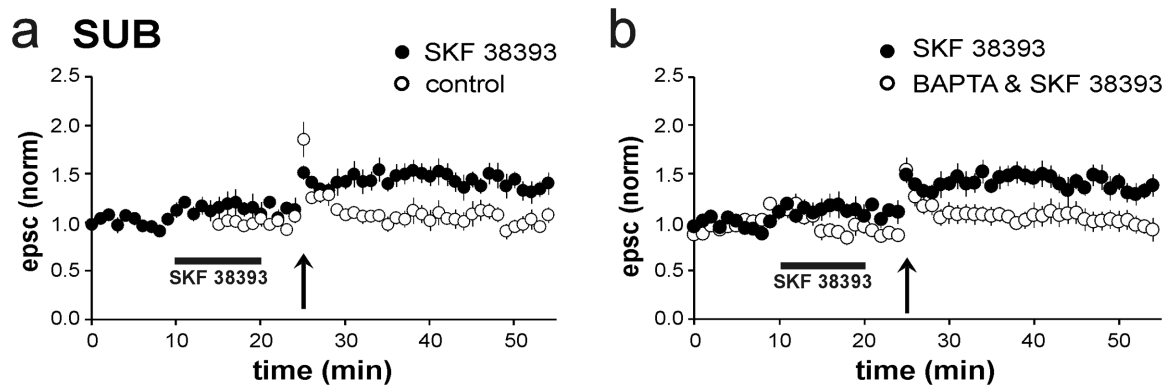 a SUB
SKF 38393
control
2.5
2.0
1.5
1.0
0.5
0.0
epsc (norm)
SKF 38393
0 10 20 30 40 50
time (min)
b
SKF 38393
BAPTA & SKF 38393
2.5
2.0
1.5
1.0
0.5
0.0
epsc (norm)
SKF 38393
0 10 20 30 40 50
time (min)